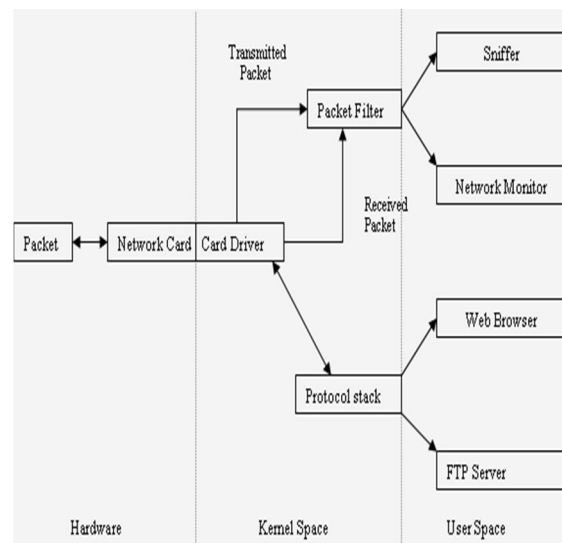 Transmitted
Packet
Sniffer
Packet Filter
Network Monitor
Received
Packet
Packet
Network Card
Card Driver
Web Browser
Protocol stack
FTP Server
Hardware
Kernel Space
User Space